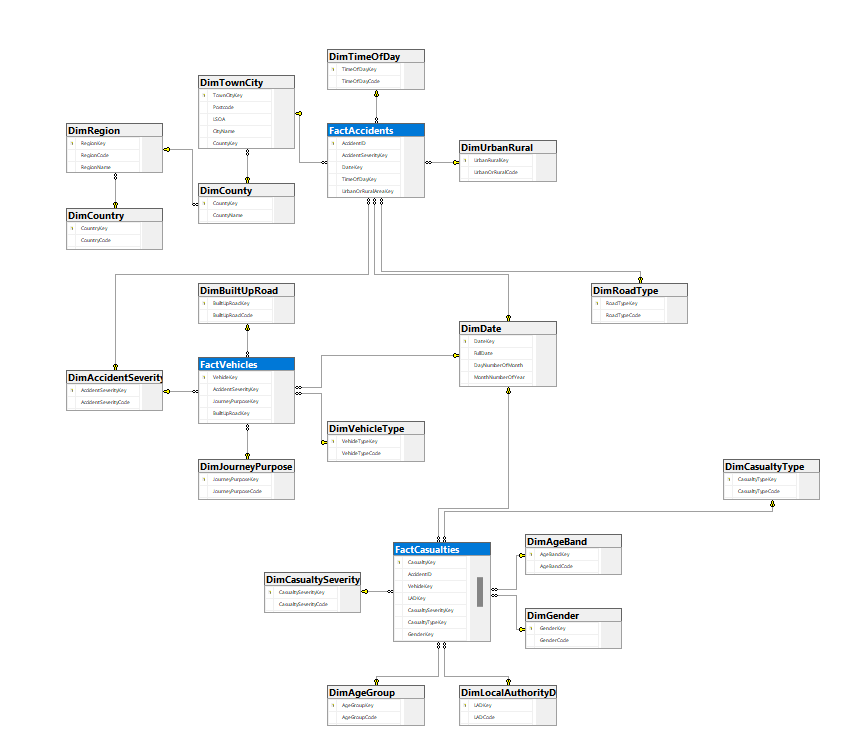 DimTimeOfDay
TimeOfDayKey
TimeOfDayCode
DimTownCity
TownCityKey
Postcode
LSOA
CityName
CountyKey
DimRegion
RegionKey
RegionCode
RegionName
FactAccidents
AccidentID
AccidentSeverityKey
DateKey
TimeOfDayKey
UrbanOrRuralAreaKey
DimUrbanRural
UrbanRuralKey
UrbanOrRuralCode
DimCounty
CountyKey
CountyName
DimCountry
CountryKey
CountryCode
DimBuiltUpRoad
BuiltUpRoadKey
BuiltUpRoadCode
DimRoadType
RoadTypeKey
RoadTypeCode
DimDate
DateKey
FullDate
DayNumberOfMonth
MonthNumberOfYear
FactVehicles
VehicleKey
AccidentSeverityKey
JourneyPurposeKey
BuiltUpRoadKey
DimAccidentSeverity
AccidentSeverityKey
AccidentSeverityCode
DimVehicleType
VehicleTypeKey
VehicleTypeCode
DimJourneyPurpose
JourneyPurposeKey
JourneyPurposeCode
DimCasualtyType
CasualtyTypeKey
CasualtyTypeCode
FactCasualties
CasualtyKey
AccidentID
VehicleKey
LADKey
CasualtySeverityKey
CasualtyTypeKey
GenderKey
DimAgeBand
AgeBandKey
AgeBandCode
DimCasualtySeverity
CasualtySeverityKey
CasualtySeverityCode
DimGender
GenderKey
GenderCode
DimAgeGroup
AgeGroupKey
AgeGroupCode
DimLocalAuthorityD
LADKey
LADCode